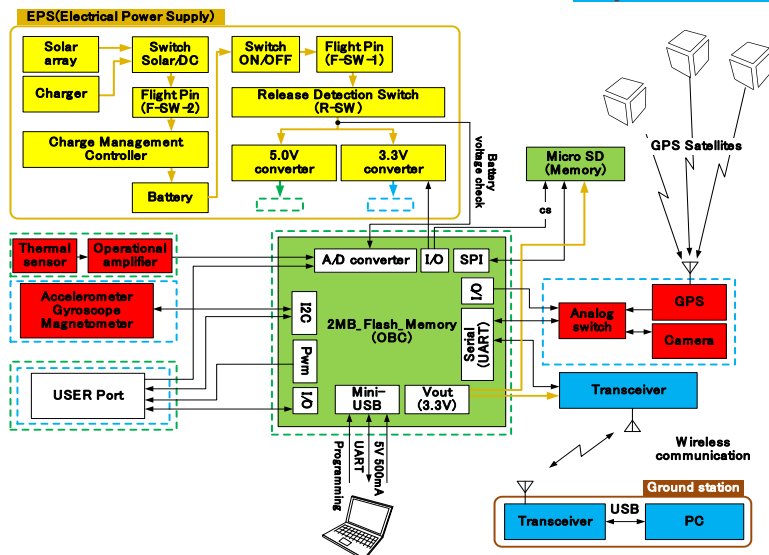 EPS(Electrical Power Supply)
Solar
array
Charger
Switch
Solar/DC
Flight Pin
(F-SW-2)
Charge Management
Controller
Battery
Switch
ON/OFF
Flight Pin
(F-SW-1)
Release Detection Switch
(R-SW)
5.0V
converter
3.3V
converter
Battery
voltage check
Micro SD
(Memory)
cs
GPS Satellites
Thermal
sensor
Operational
amplifier
Accelerometer
Gyroscope
Magnetometer
USER Port
A/D converter
I/O
SPI
I/O
I2C
2MB_Flash_Memory
(OBC)
Serial
(UART)
Pwm
I/O
Mini-
USB
Vout
(3.3V)
Analog
switch
GPS
Camera
Transceiver
Programming
UART
5V 500mA
Wireless
communication
Ground station
Transceiver
USB
PC